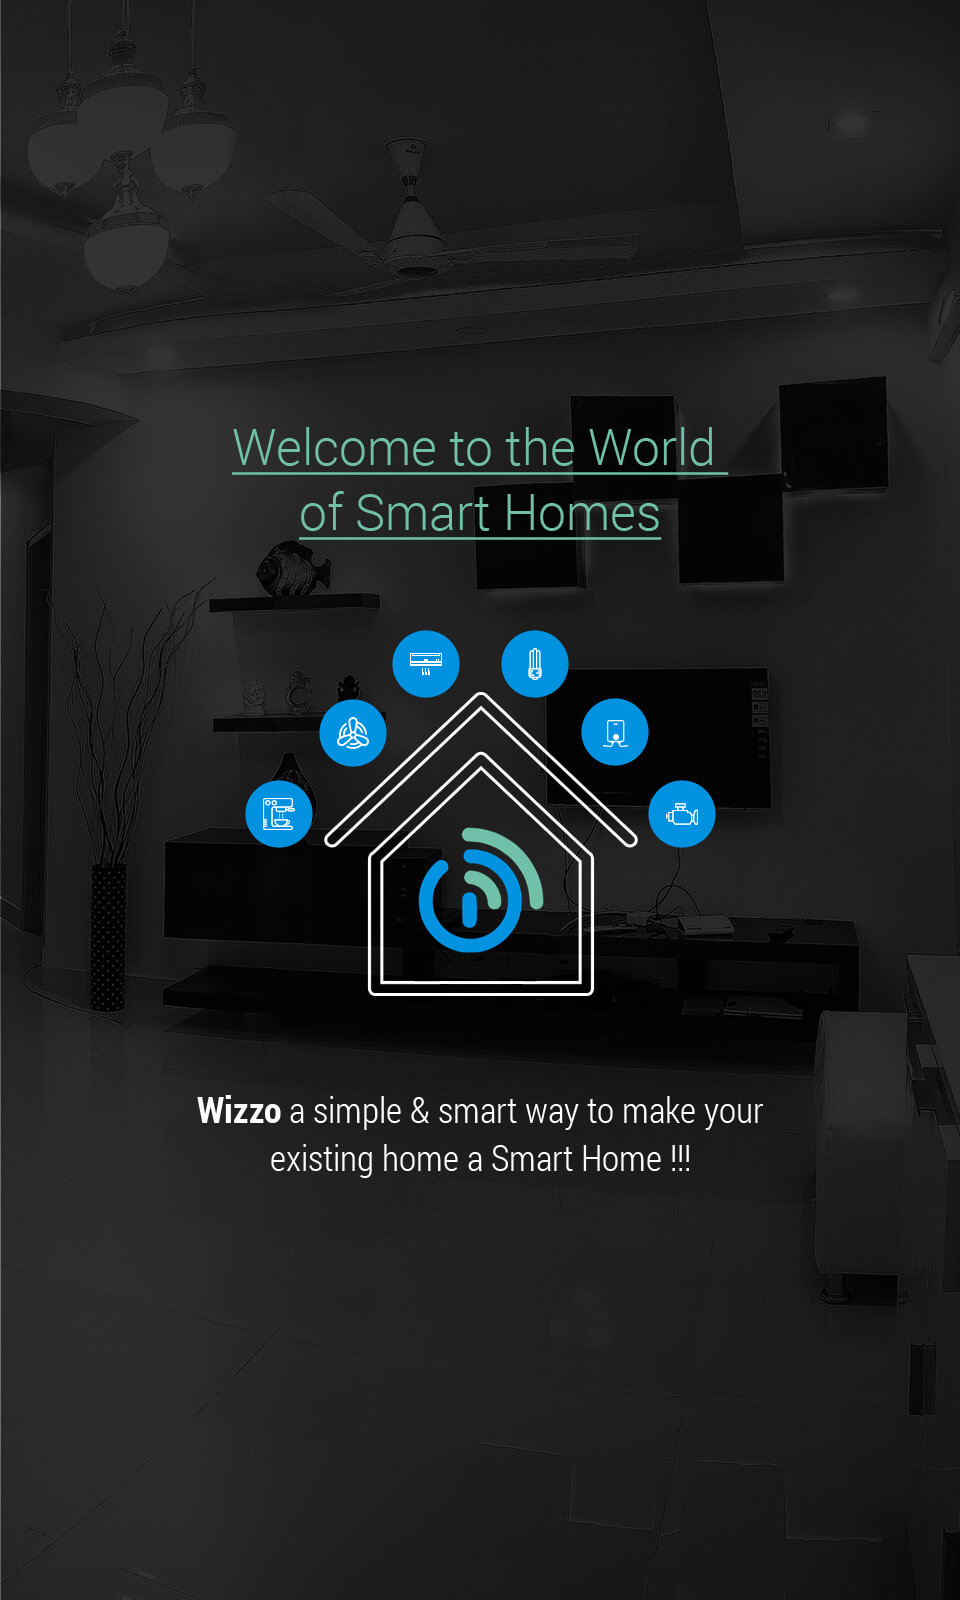 Welcome to the World
of Smart Homes
Wizzo a simple & smart way to make your
existing home a Smart Home !!!